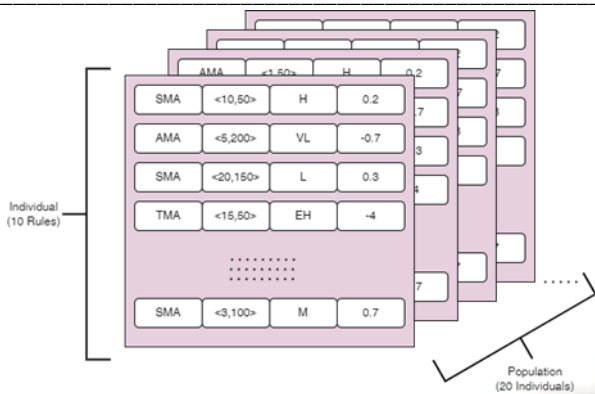 AMA <1,50> H 0.2
SMA <10,50> H 0.2
AMA <5,200> VL -0.7
SMA <20,150> L 0.3
TMA <15,50> EH -4
SMA <3,100> M 0.7
Individual
(10 Rules)
Population
(20 Individuals)